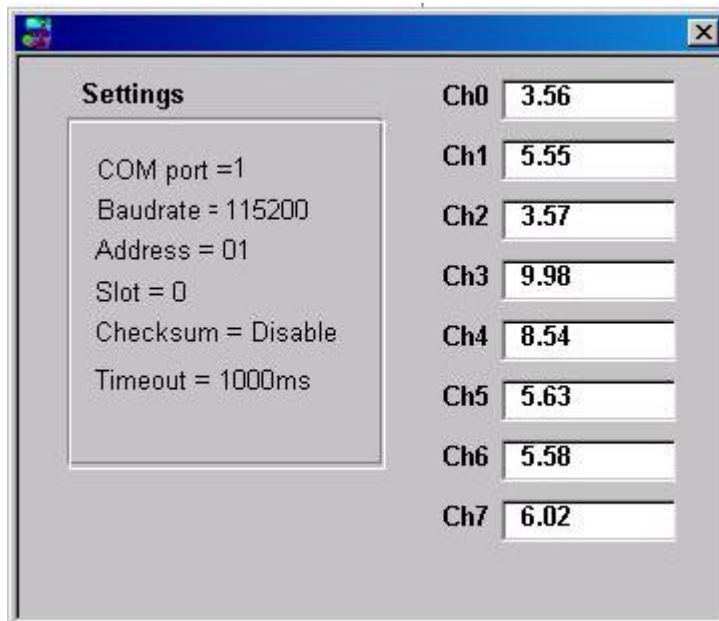 Settings
COM port =1
Baudrate = 115200
Address = 01
Slot = 0
Checksum = Disable
Timeout = 1000ms
Ch0 3.56
Ch1 5.55
Ch2 3.57
Ch3 9.98
Ch4 8.54
Ch5 5.63
Ch6 5.58
Ch7 6.02